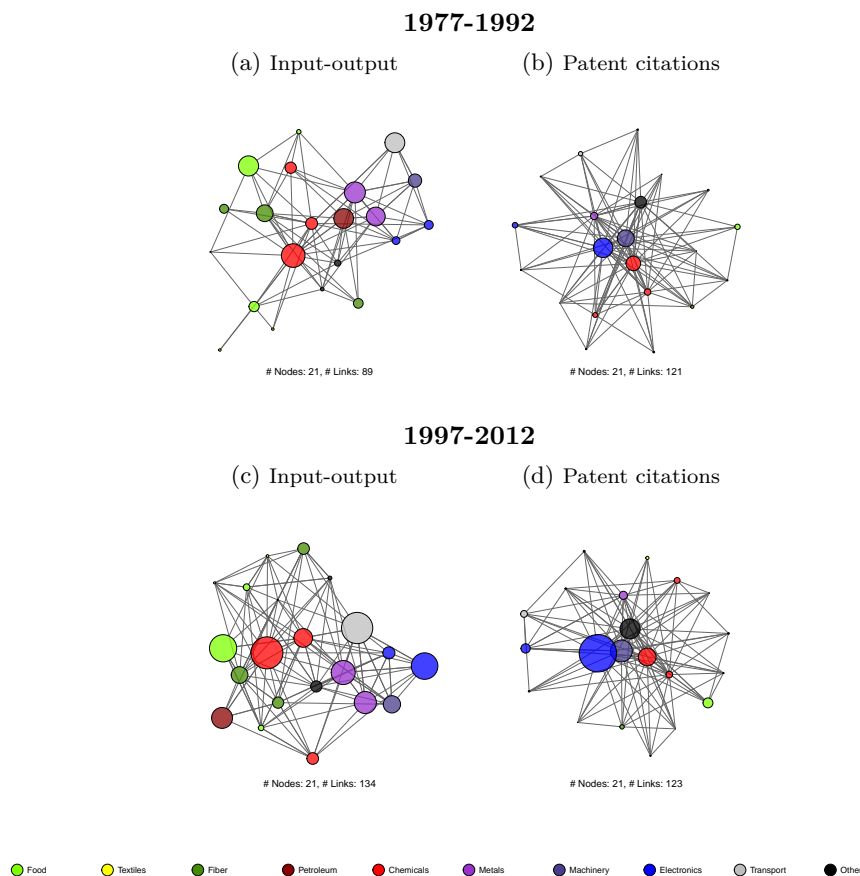 1977-1992
(a) Input-output (b) Patent citations
# Nodes: 21, # Links: 89 # Nodes: 21, # Links: 121
1997-2012
(c) Input-output (d) Patent citations
# Nodes: 21, # Links: 134 # Nodes: 21, # Links: 123
Food Textiles Fiber Petroleum Chemicals Metals Machinery Electronics Transport Othe